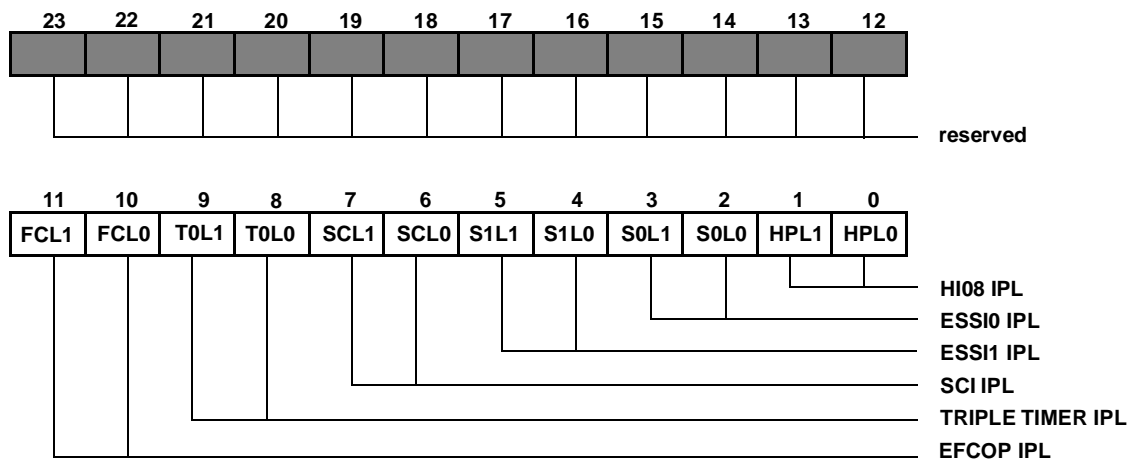 23 22 21 20 19 18 17 16 15 14 13 12
reserved
11 10 9 8 7 6 5 4 3 2 1 0
FCL1 FCL0 T0L1 T0L0 SCL1 SCL0 S1L1 S1L0 S0L1 S0L0 HPL1 HPL0
HI08 IPL
ESSI0 IPL
ESSI1 IPL
SCI IPL
TRIPLE TIMER IPL
EFCOP IPL